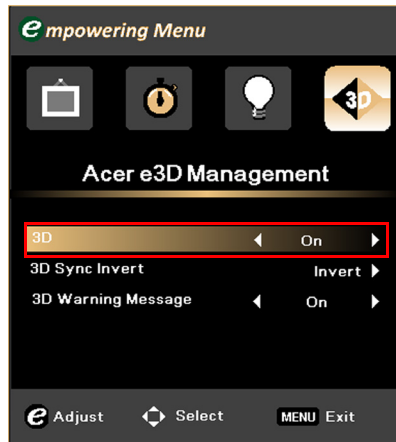 e mpowering Menu
3D
Acer e3D Management
3D On
3D Sync Invert Invert
3D Warning Message On
e Adjust Select MENU Exit